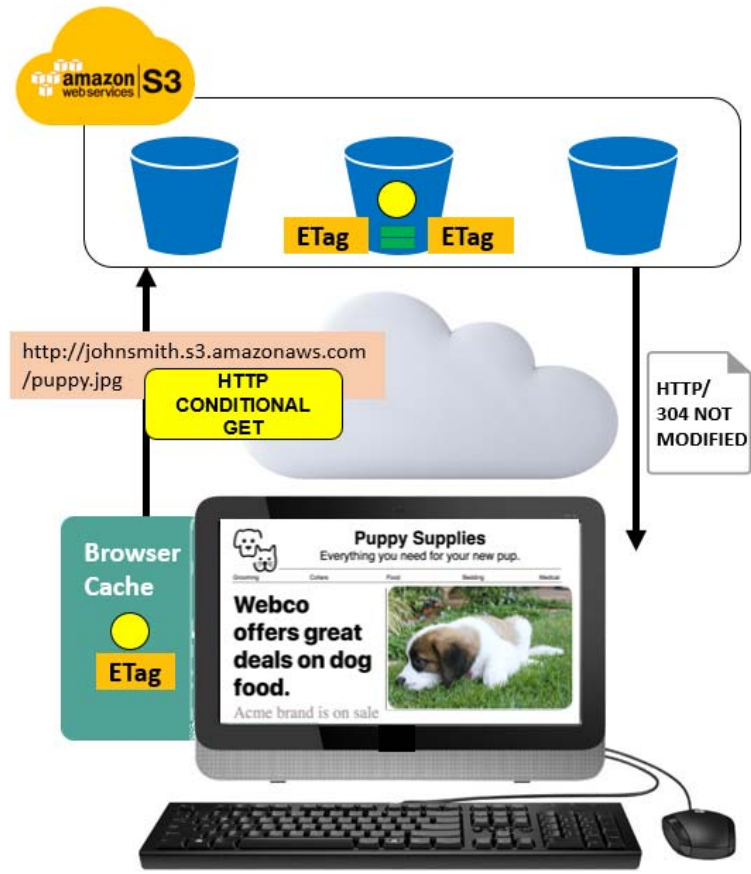 amazon
web services
S3
ETag
ETag
http://johnsmith.s3.amazonaws.com
/puppy.jpg
HTTP
CONDITIONAL
GET
HTTP/
304 NOT
MODIFIED
Browser
Cache
ETag
Puppy Supplies
Everything you need for your new pup.
Grooming Collars Food Bedding Medical
Webco
offers great
deals on dog
food.
Acme brand is on sale